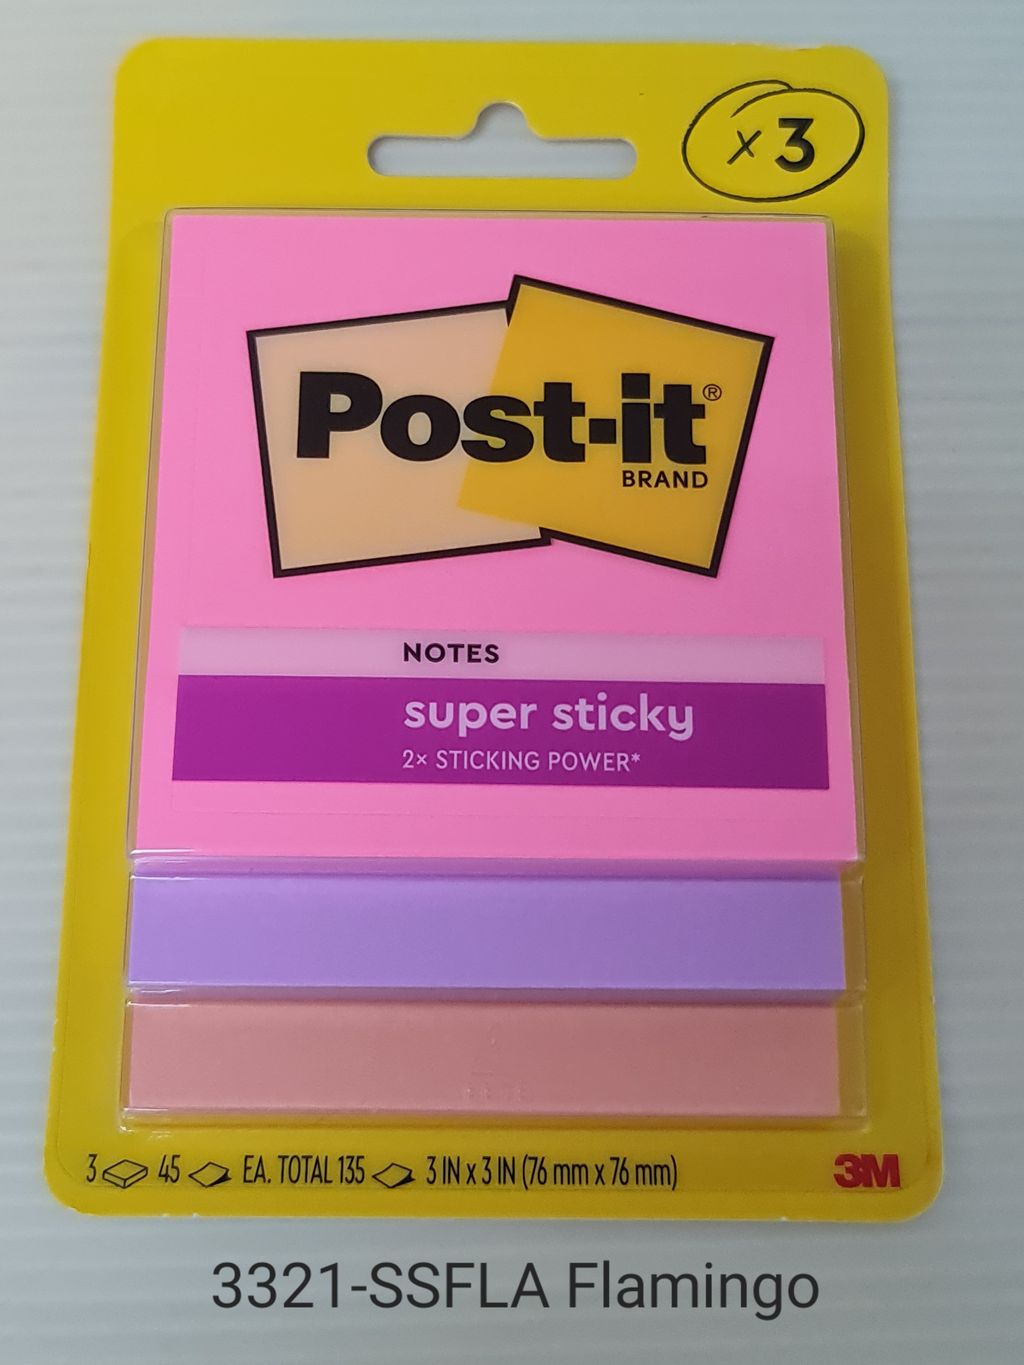 x 3
Post-it®
BRAND
NOTES
super sticky
2× STICKING POWER*
3 45 EA. TOTAL 135 3 IN x 3 IN (76 mm x 76 mm)
3M
3321-SSFLA Flamingo